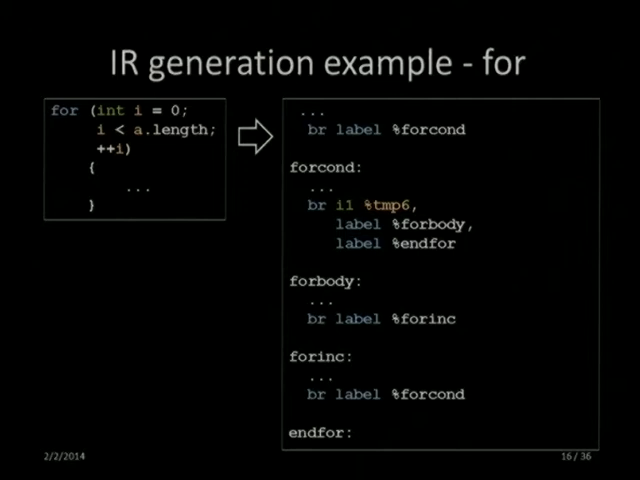 IR generation example - for
for (int i = 0;
i < a.length;
++i)
{
...
}
...
br label %forcond
forcond:
...
br i1 %tmp6,
label %forbody,
label %endfor
forbody:
...
br label %forinc
forinc:
...
br label %forcond
endfor:
2/2/2014
16 / 36